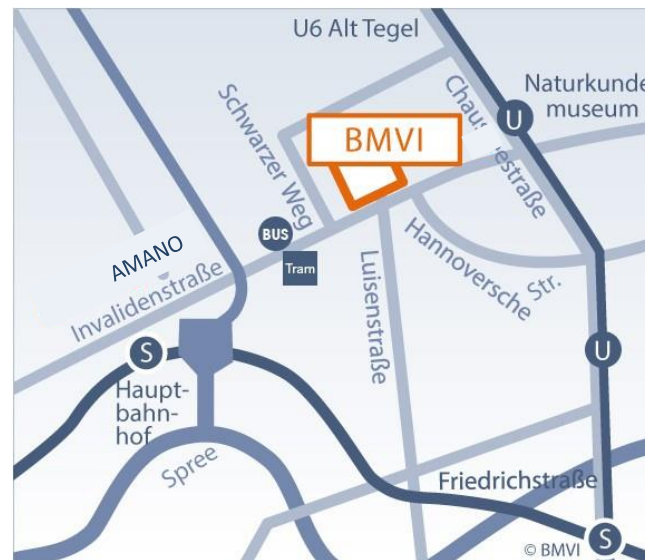 U6 Alt Tegel
Naturkunde
museum
U
Chau
estraße
Schwarzer Weg
BMVI
BUS
Tram
AMANO
Invalidenstraße
Luisenstraße
Hannoversche
Str.
S
Haupt-
bahn-
hof
U
Spree
Friedrichstraße
© BMVI
S